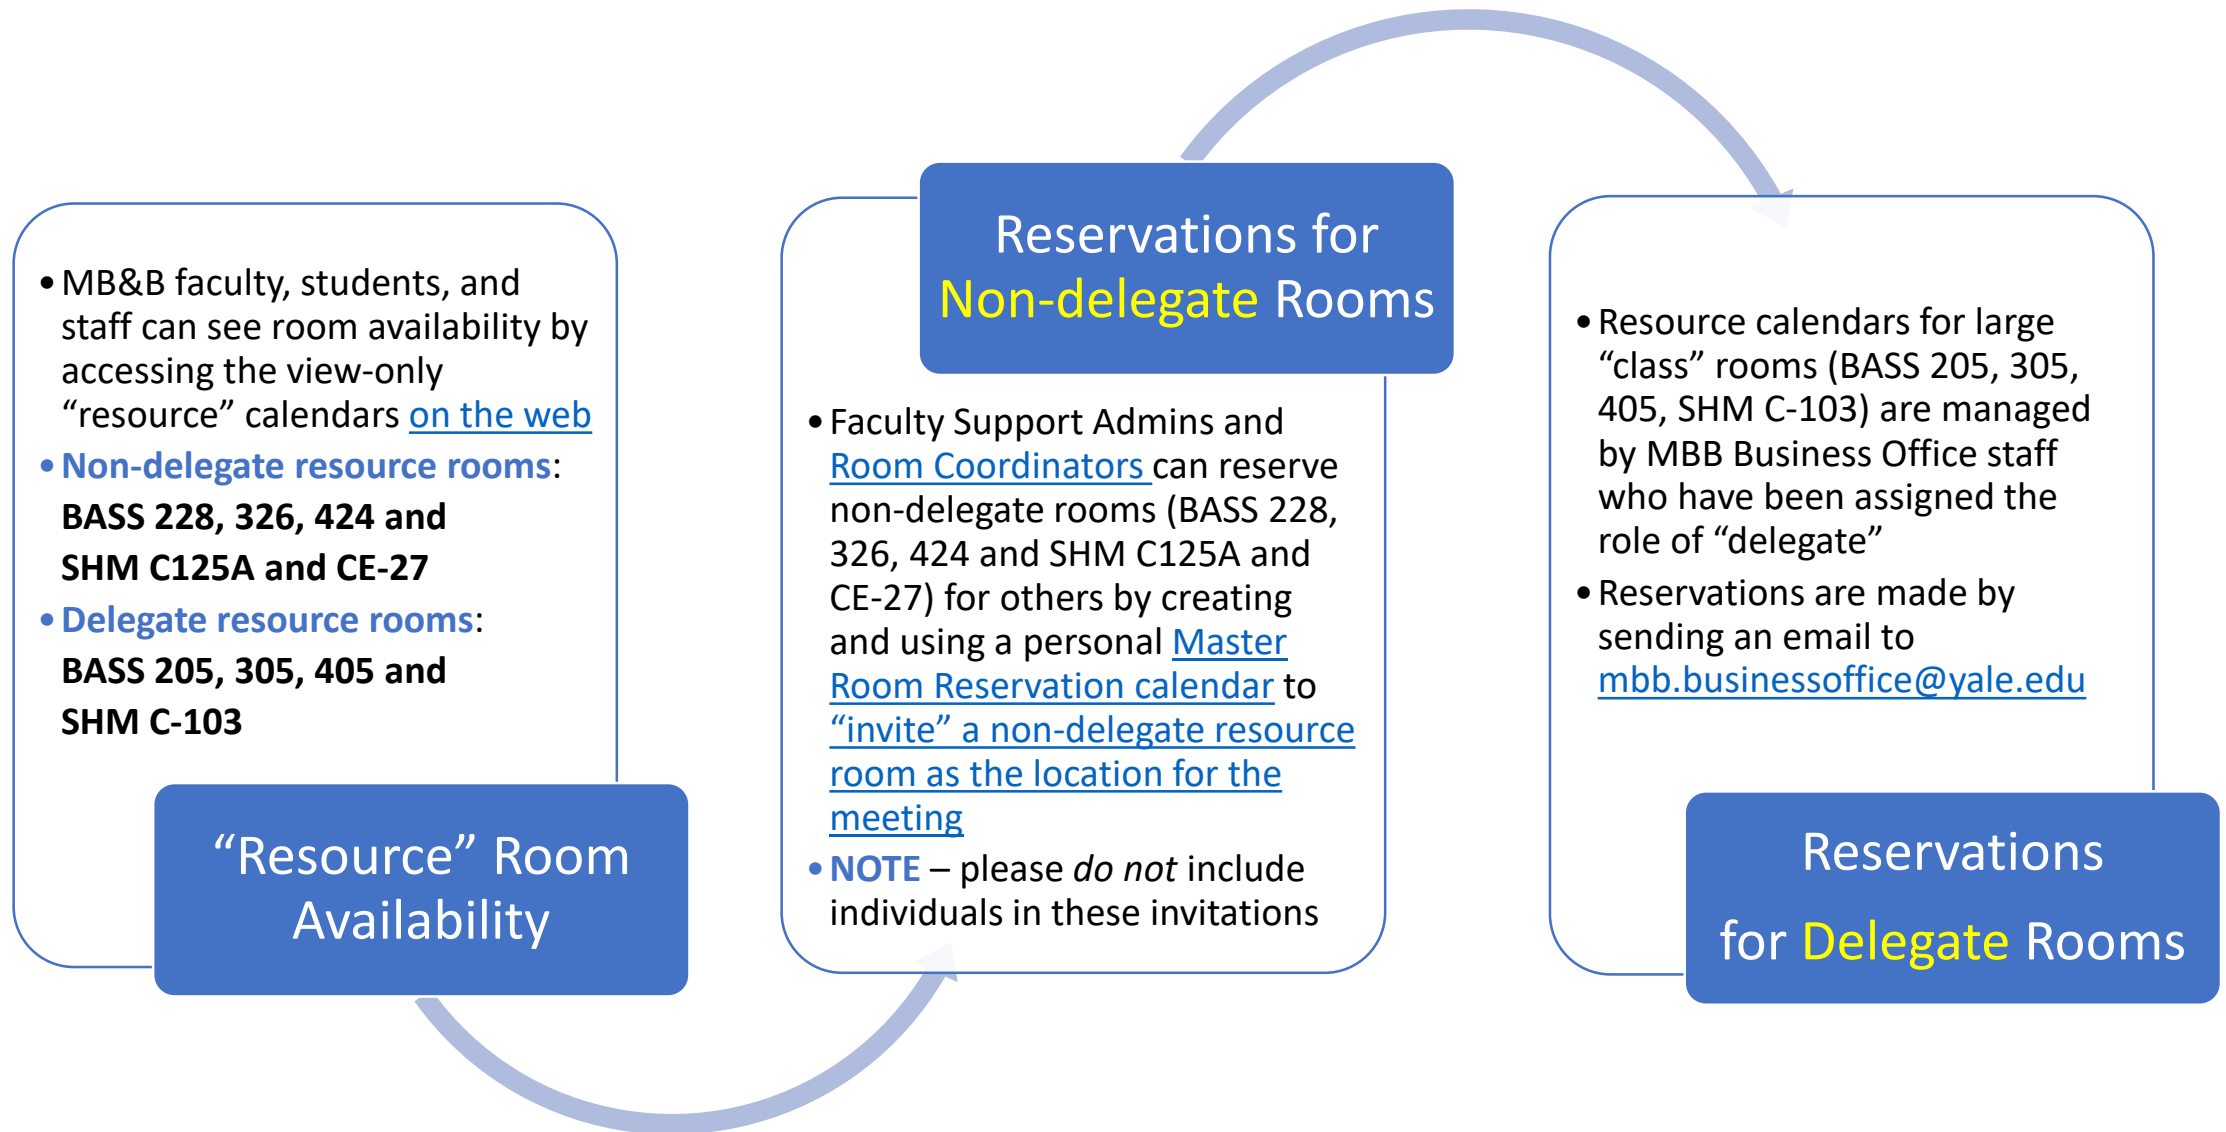 •MB&B faculty, students, and
staff can see room availability by
accessing the view-only
“resource” calendars on the web
•Non-delegate resource rooms:
BASS 228, 326, 424 and
SHM C125A and CE-27
•Delegate resource rooms:
BASS 205, 305, 405 and
SHM C-103
“Resource” Room
Availability
Reservations for
Non-delegate Rooms
•Faculty Support Admins and
Room Coordinators can reserve
non-delegate rooms (BASS 228,
326, 424 and SHM C125A and
CE-27) for others by creating
and using a personal Master
Room Reservation calendar to
“invite” a non-delegate resource
room as the location for the
meeting
•NOTE – please do not include
individuals in these invitations
•Resource calendars for large
“class” rooms (BASS 205, 305,
405, SHM C-103) are managed
by MBB Business Office staff
who have been assigned the
role of “delegate”
•Reservations are made by
sending an email to
mbb.businessoffice@yale.edu
Reservations
for Delegate Rooms